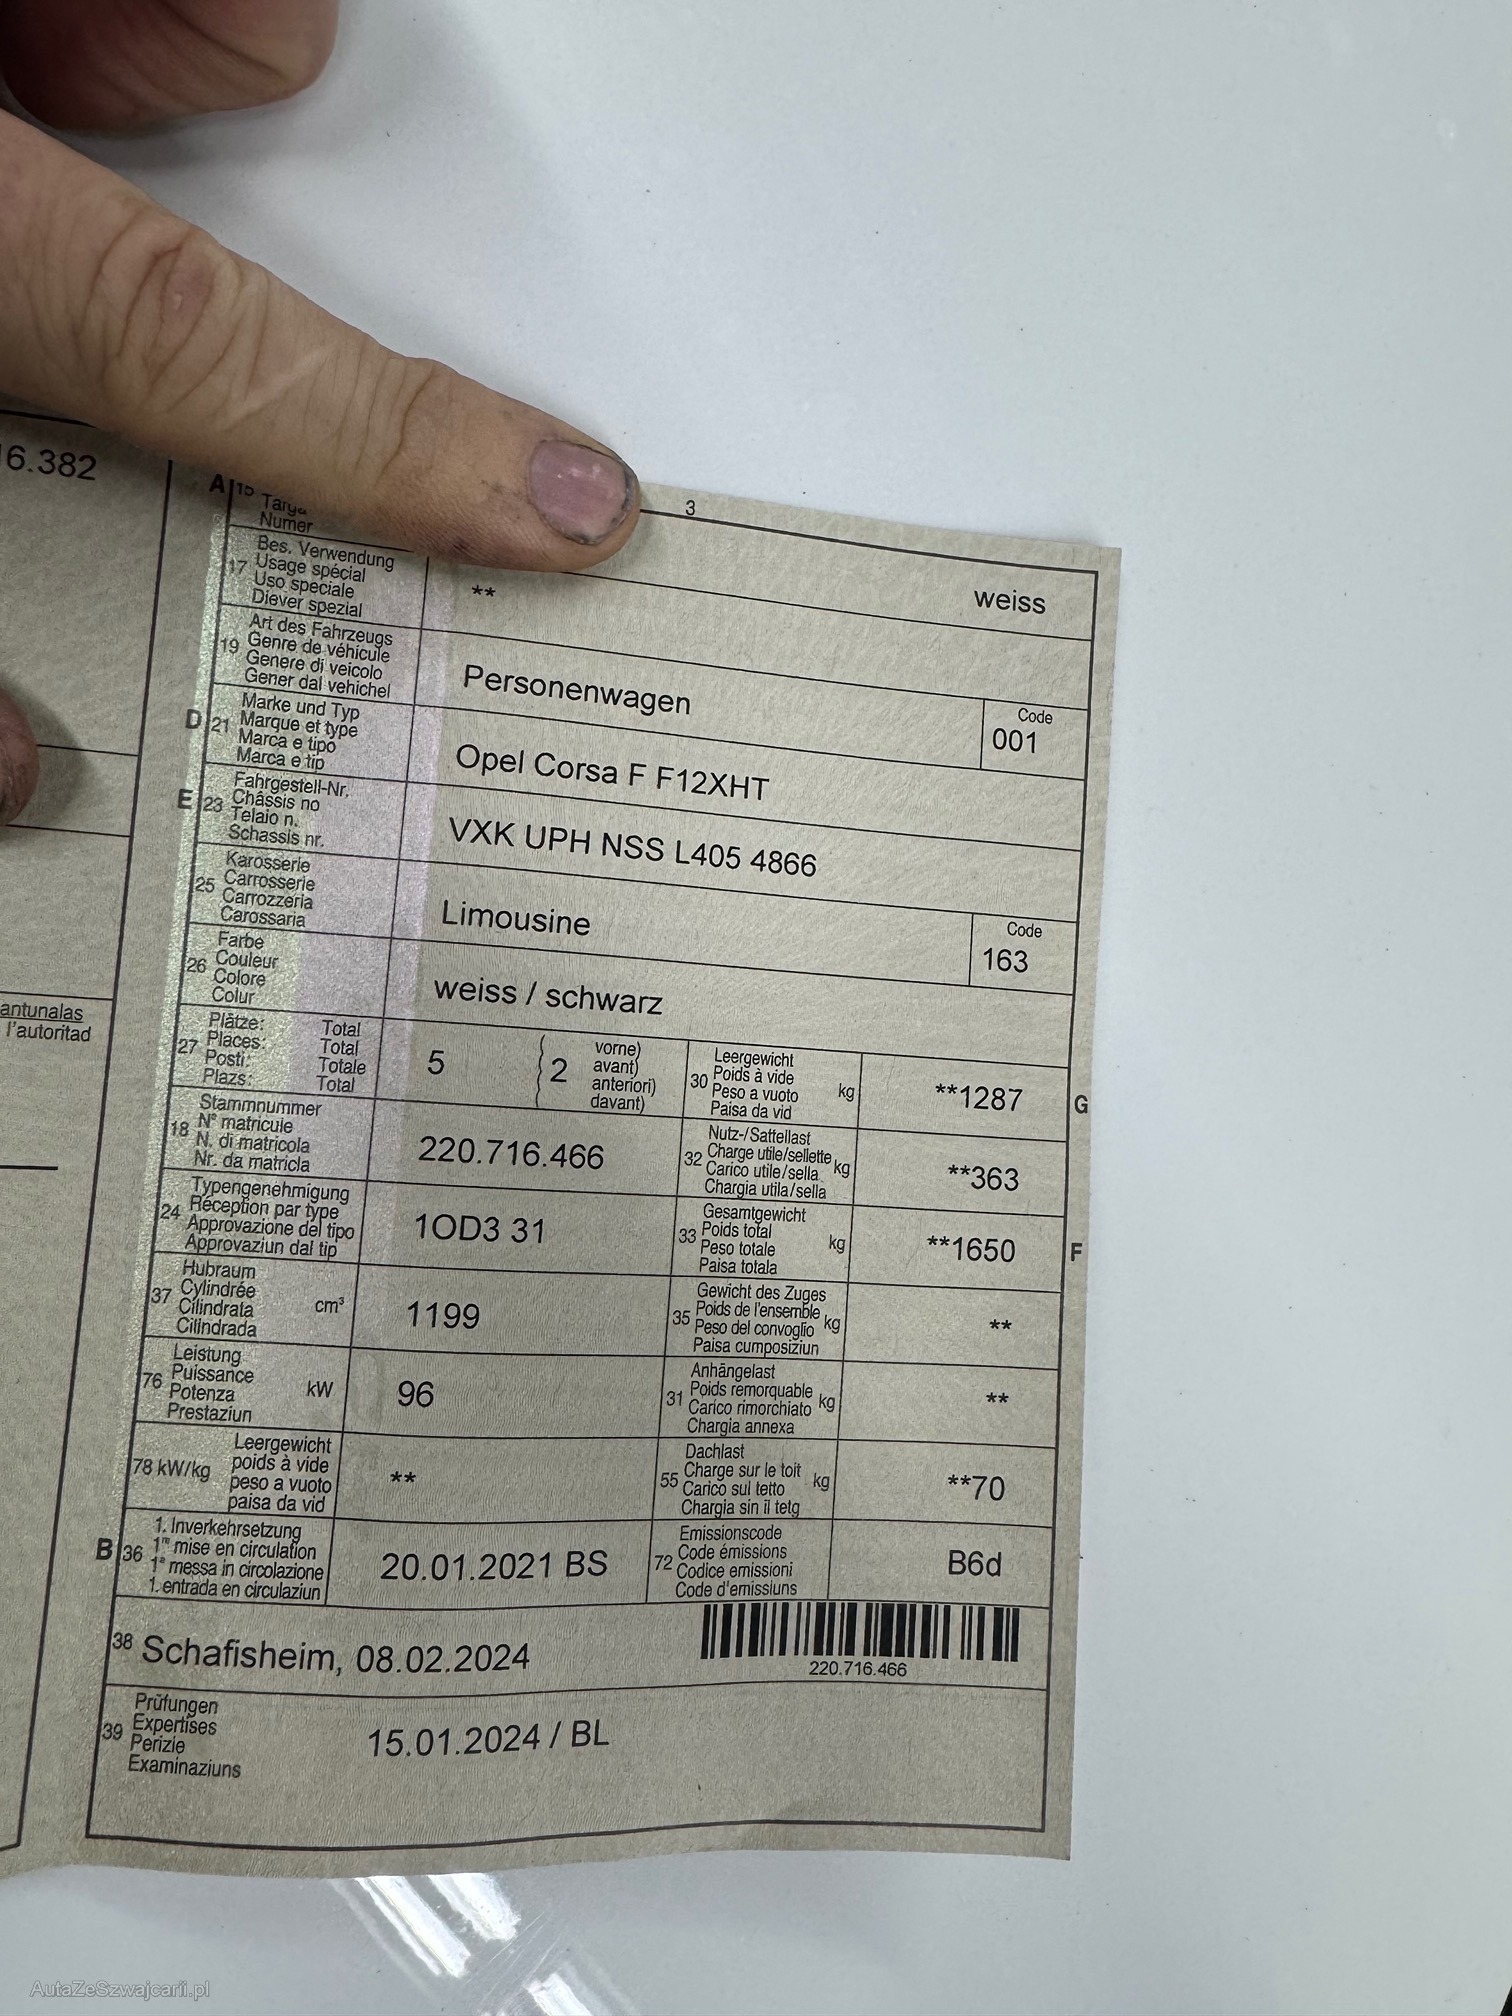 16.382
3
A 15
Targa
Numer
weiss
17 Bes. Verwendung
Usage spécial
Uso speciale
Diever spezial
**
19 Art des Fahrzeugs
Genre de véhicule
Genere di veicolo
Gener dal vehichel
Personenwagen
Code
001
D 21 Marke und Typ
Marque et type
Marca e tipo
Marca e tip
Opel Corsa F F12XHT
E 23 Fahrgestell-Nr.
Châssis no
Telaio n.
Schassis nr.
VXK UPH NSS L405 4866
25 Karosserie
Carrosserie
Carrozzeria
Carossaria
Limousine
Code
163
26 Farbe
Couleur
Colore
Colur
weiss / schwarz
27 Plätze: Total
Places: Total
Posti: Totale
Plazs: Total
5 ( 2 vorne)
avant)
anteriori)
davant)
30 Leergewicht
Poids à vide kg
Peso a vuoto
Paisa da vid
**1287
G
antunalas
l'autoritad
18 Stammnummer
N° matricule
N. di matricola
Nr. da matricla
220.716.466
32 Nutz-/Sattellast
Charge utile/sellette kg
Carico utile/sella
Chargia utila/sella
**363
24 Typengenehmigung
Réception par type
Approvazione del tipo
Approvaziun dal tip
1OD3 31
33 Gesamtgewicht
Poids total kg
Peso totale
Paisa totala
**1650
F
37 Hubraum
Cylindrée
Cilindrata cm³
Cilindrada
1199
35 Gewicht des Zuges
Poids de l'ensemble kg
Peso del convoglio
Paisa cumposiziun
**
76 Leistung
Puissance kW
Potenza
Prestaziun
96
31 Anhängelast
Poids remorquable kg
Carico rimorchiato
Chargia annexa
**
78 kW/kg Leergewicht
poids à vide
peso a vuoto
paisa da vid
**
55 Dachlast
Charge sur le toit kg
Carico sul tetto
Chargia sin il tetg
**70
B 36 1. Inverkehrsetzung
1re mise en circulation
1a messa in circolazione
1. entrada en circulaziun
20.01.2021 BS
72 Emissionscode
Code émissions
Codice emissioni
Code d'emissiuns
B6d
38 Schafisheim, 08.02.2024
220.716.466
39 Prüfungen
Expertises
Perizie
Examinaziuns
15.01.2024 / BL
AutaZeSzwajcarii.pl